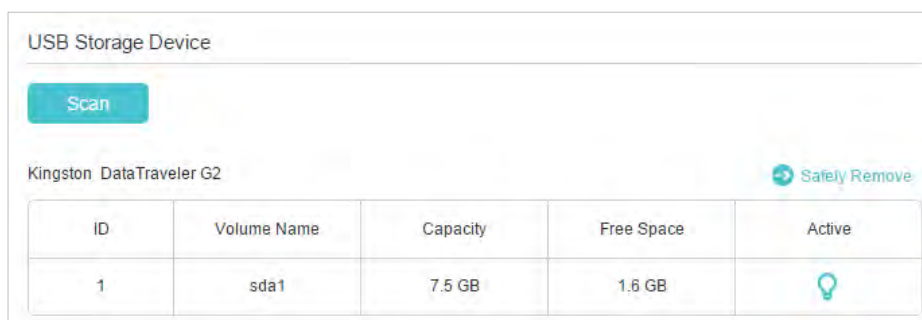 USB Storage Device
Scan
Kingston DataTraveler G2
Safely Remove
ID Volume Name Capacity Free Space Active
1 sda1 7.5 GB 1.6 GB